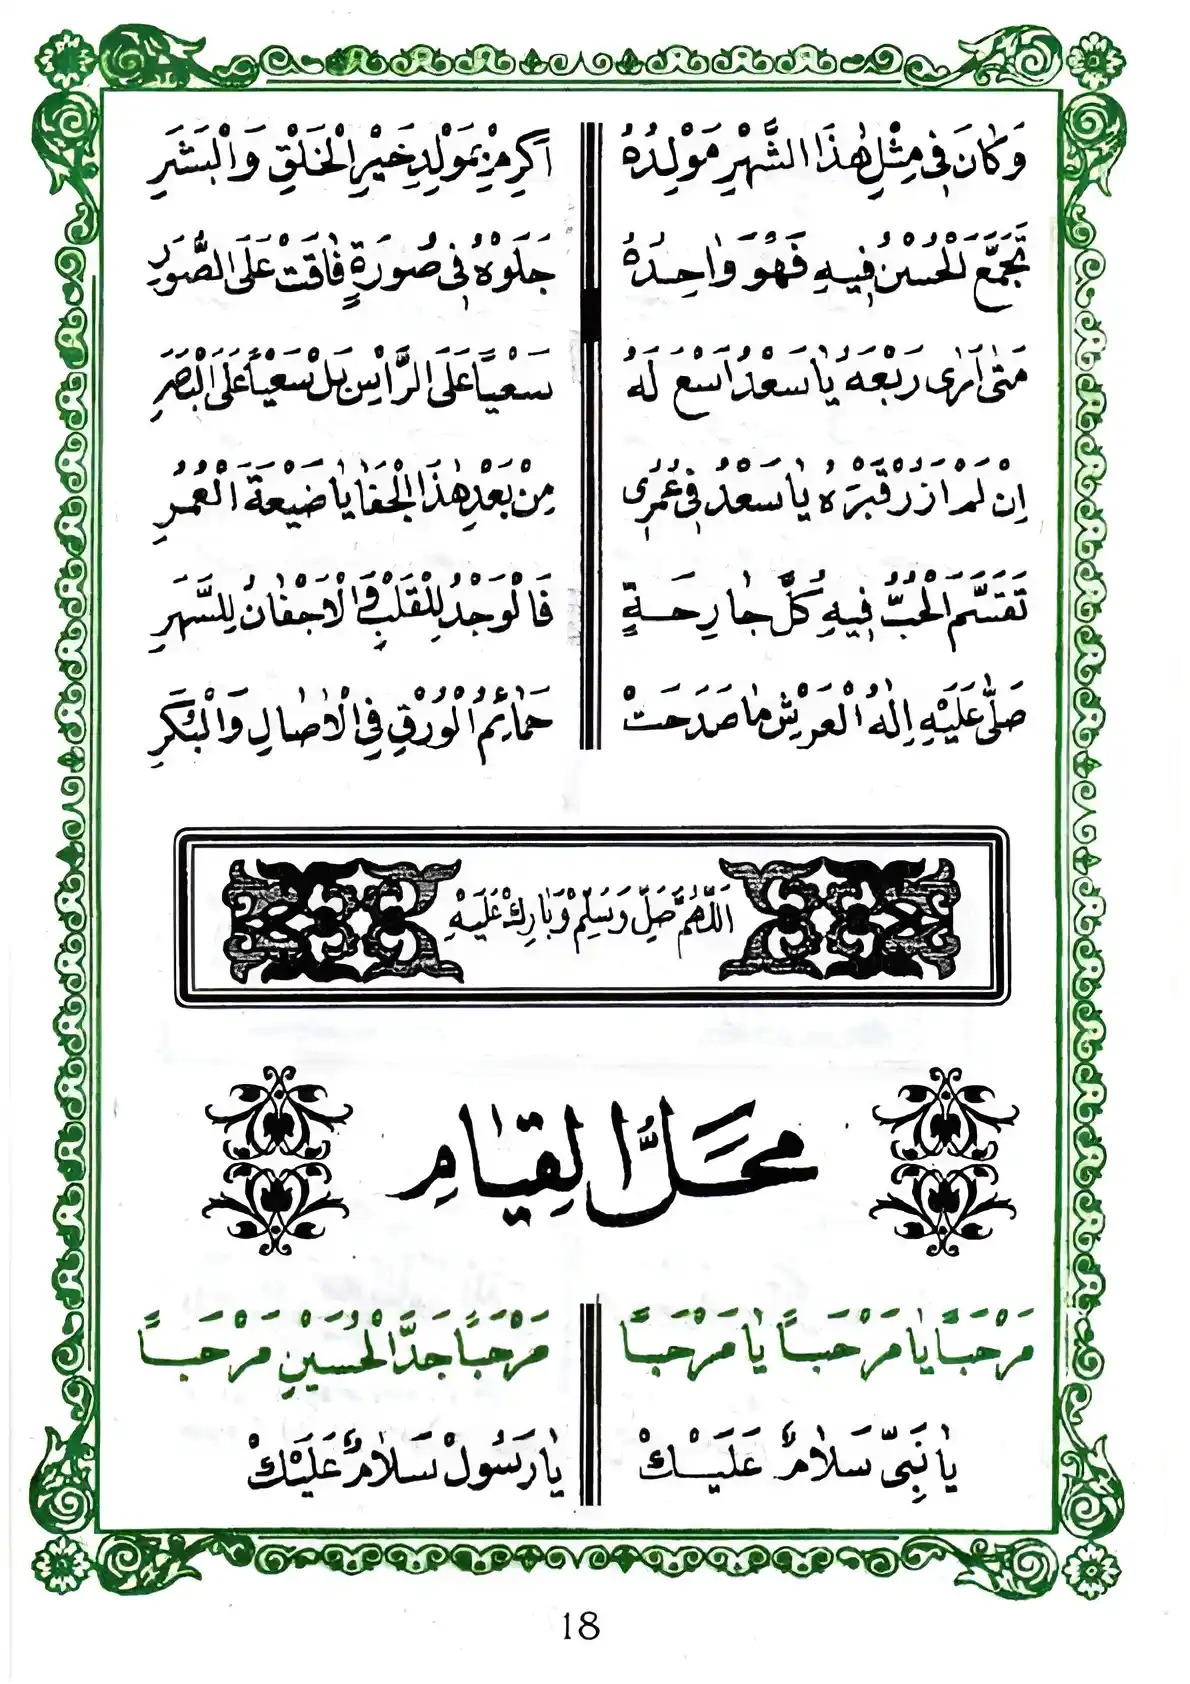 وَكَانَ فِي مِثْلِ هٰذَا الشَّهْرِ مَوْلِدُهُ اَكْرِمْ بِمَوْلِدِ خَيْرِ الْخَلْقِ وَالْبَشَرِ
تَجَمَّعَ الْحُسْنُ فِيهِ فَهُوَ وَاحِدُهُ جَلَوْهُ فِي صُورَةٍ فَاقَتْ عَلَى الصُّوَرِ
مَتٰى اَرٰى رَبْعَهُ يَا سَعْدُ اَسْعَ لَهُ سَعْيًا عَلَى الرَّأْسِ بَلْ سَعْيًا عَلَى الْبَصَرِ
اِنْ لَمْ اَزُرْ قَبْرَهُ يَا سَعْدُ فِي عُمُرِي مِنْ بَعْدِ هٰذَا الْجَفَا يَا ضَيْعَةَ الْعُمُرِ
تَقَسَّمَ الْحُبُّ فِيهِ كُلَّ جَارِحَةٍ فَالْوَجْدُ لِلْقَلْبِ وَالْاَجْفَانُ لِلسَّهَرِ
صَلَّى عَلَيْهِ اِلٰهُ الْعَرْشِ مَا صَدَحَتْ حَمَائِمُ الْوُرْقِ فِي الْاٰصَالِ وَالْبُكَرِ
اَللّٰهُمَّ صَلِّ وَسَلِّمْ وَبَارِكْ عَلَيْهِ
مَحَلُّ الْقِيَامِ
مَرْحَبًا يَا مَرْحَبًا يَا مَرْحَبًا مَرْحَبًا جَدَّ الْحُسَيْنِ مَرْحَبًا
يَا نَبِيّ سَلَامٌ عَلَيْكْ يَا رَسُولْ سَلَامٌ عَلَيْكْ
18